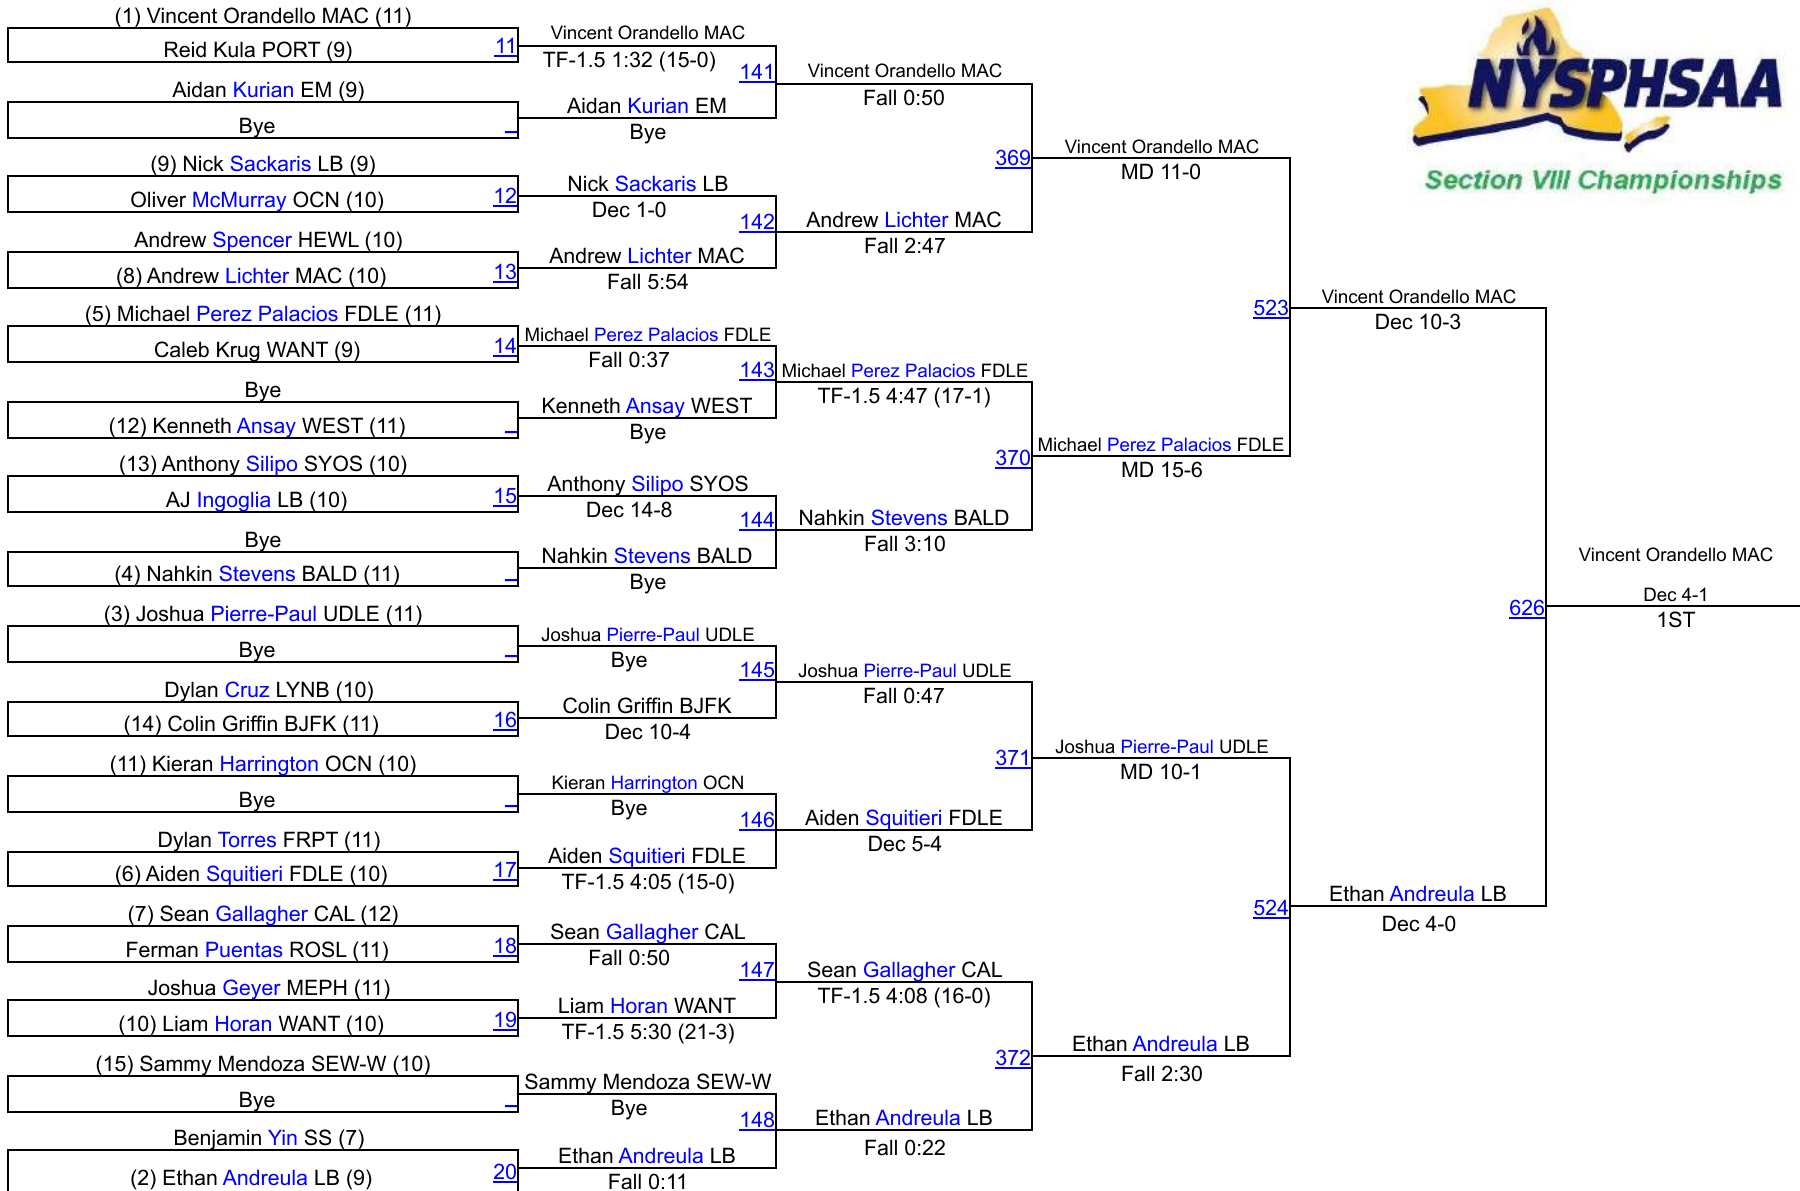 (1) Vincent Orandello MAC (11)
Reid Kula PORT (9)
11
Aidan Kurian EM (9)
Bye
(9) Nick Sackaris LB (9)
Oliver McMurray OCN (10)
12
Andrew Spencer HEWL (10)
(8) Andrew Lichter MAC (10)
13
(5) Michael Perez Palacios FDLE (11)
Caleb Krug WANT (9)
14
Bye
(12) Kenneth Ansay WEST (11)
(13) Anthony Silipo SYOS (10)
AJ Ingoglia LB (10)
15
Bye
(4) Nahkin Stevens BALD (11)
(3) Joshua Pierre-Paul UDLE (11)
Bye
Dylan Cruz LYNB (10)
(14) Colin Griffin BJFK (11)
16
(11) Kieran Harrington OCN (10)
Bye
Dylan Torres FRPT (11)
(6) Aiden Squitieri FDLE (10)
17
(7) Sean Gallagher CAL (12)
Ferman Puentas ROSL (11)
18
Joshua Geyer MEPH (11)
(10) Liam Horan WANT (10)
19
(15) Sammy Mendoza SEW-W (10)
Bye
Benjamin Yin SS (7)
(2) Ethan Andreula LB (9)
20
Vincent Orandello MAC
TF-1.5 1:32 (15-0)
141
Aidan Kurian EM
Bye
Nick Sackaris LB
Dec 1-0
142
Andrew Lichter MAC
Fall 5:54
Michael Perez Palacios FDLE
Fall 0:37
143
Kenneth Ansay WEST
Bye
Anthony Silipo SYOS
Dec 14-8
144
Nahkin Stevens BALD
Bye
Joshua Pierre-Paul UDLE
Bye
145
Colin Griffin BJFK
Dec 10-4
Kieran Harrington OCN
Bye
146
Aiden Squitieri FDLE
TF-1.5 4:05 (15-0)
Sean Gallagher CAL
Fall 0:50
147
Liam Horan WANT
TF-1.5 5:30 (21-3)
Sammy Mendoza SEW-W
Bye
148
Ethan Andreula LB
Fall 0:11
Vincent Orandello MAC
Fall 0:50
369
Andrew Lichter MAC
Fall 2:47
Michael Perez Palacios FDLE
TF-1.5 4:47 (17-1)
370
Nahkin Stevens BALD
Fall 3:10
Joshua Pierre-Paul UDLE
Fall 0:47
371
Aiden Squitieri FDLE
Dec 5-4
Sean Gallagher CAL
TF-1.5 4:08 (16-0)
372
Ethan Andreula LB
Fall 0:22
Vincent Orandello MAC
MD 11-0
523
Michael Perez Palacios FDLE
MD 15-6
Joshua Pierre-Paul UDLE
MD 10-1
524
Ethan Andreula LB
Fall 2:30
Vincent Orandello MAC
Dec 10-3
626
Ethan Andreula LB
Dec 4-0
Vincent Orandello MAC
Dec 4-1
1ST
NYSPHSAA
Section VIII Championships